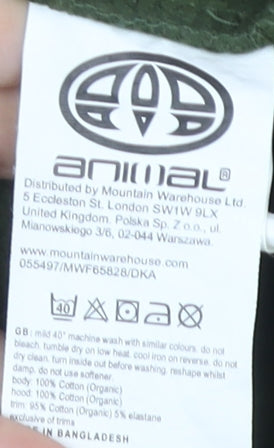 animal®
Distributed by Mountain Warehouse Ltd.
5 Eccleston St. London SW1W 9LX
United Kingdom. Polska Sp. Z o.o., ul.
Mianowskiego 3/6, 02-044 Warszawa.
www.mountainwarehouse.com
055497/MWF65828/DKA
40
GB: mild 40° machine wash with similar colours. do not
bleach. tumble dry on low heat. cool iron on reverse. do not
dry clean. turn inside out before washing. reshape whilst
damp. do not use softener.
body: 100% Cotton (Organic)
hood: 100% Cotton (Organic)
trim: 95% Cotton (Organic) 5% elastane
exclusive of trims
IN BANGLADESH